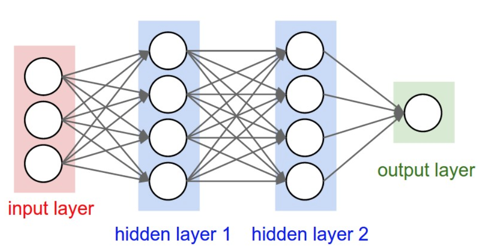 input layer
hidden layer 1
hidden layer 2
output layer